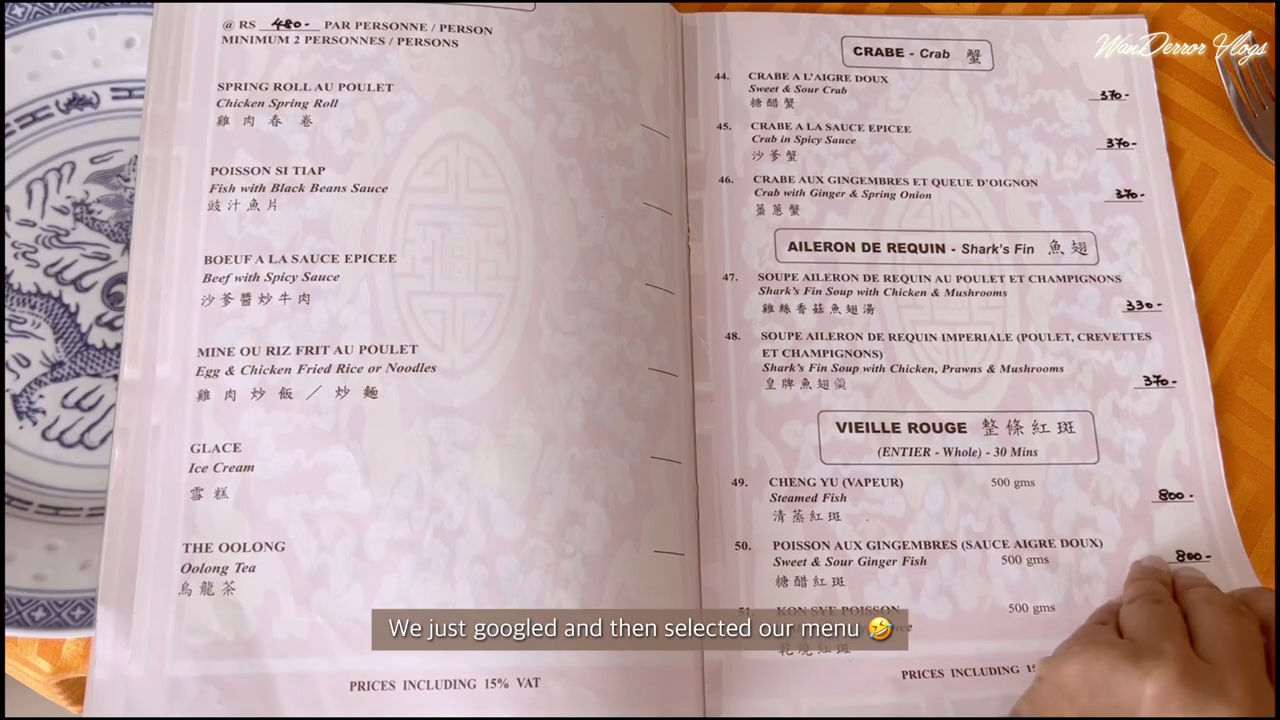 @ RS 480- PAR PERSONNE / PERSON
MINIMUM 2 PERSONNES / PERSONS
SPRING ROLL AU POULET
Chicken Spring Roll
雞肉春卷
POISSON SI TIAP
Fish with Black Beans Sauce
豉汁魚片
BOEUF A LA SAUCE EPICEE
Beef with Spicy Sauce
沙爹醬炒牛肉
MINE OU RIZ FRIT AU POULET
Egg & Chicken Fried Rice or Noodles
雞肉炒飯／炒麵
GLACE
Ice Cream
雪糕
THE OOLONG
Oolong Tea
烏龍茶
PRICES INCLUDING 15% VAT
CRABE - Crab 蟹
44. CRABE A L'AIGRE DOUX
Sweet & Sour Crab 370-
糖醋蟹
45. CRABE A LA SAUCE EPICEE
Crab in Spicy Sauce 370-
沙爹蟹
46. CRABE AUX GINGEMBRES ET QUEUE D'OIGNON
Crab with Ginger & Spring Onion 370-
薑蔥蟹
AILERON DE REQUIN - Shark's Fin 魚翅
47. SOUPE AILERON DE REQUIN AU POULET ET CHAMPIGNONS
Shark's Fin Soup with Chicken & Mushrooms
雞絲香菇魚翅湯 330-
48. SOUPE AILERON DE REQUIN IMPERIALE (POULET, CREVETTES
ET CHAMPIGNONS)
Shark's Fin Soup with Chicken, Prawns & Mushrooms
皇牌魚翅羹 370-
VIEILLE ROUGE 整條紅斑
(ENTIER - Whole) - 30 Mins
49. CHENG YU (VAPEUR) 500 gms
Steamed Fish 800-
清蒸紅斑
50. POISSON AUX GINGEMBRES (SAUCE AIGRE DOUX)
Sweet & Sour Ginger Fish 500 gms 800-
糖醋紅斑
51. KON SYE POISSON 500 gms
乾燒紅斑
PRICES INCLUDING
WanDerror Vlogs
We just googled and then selected our menu 🤣